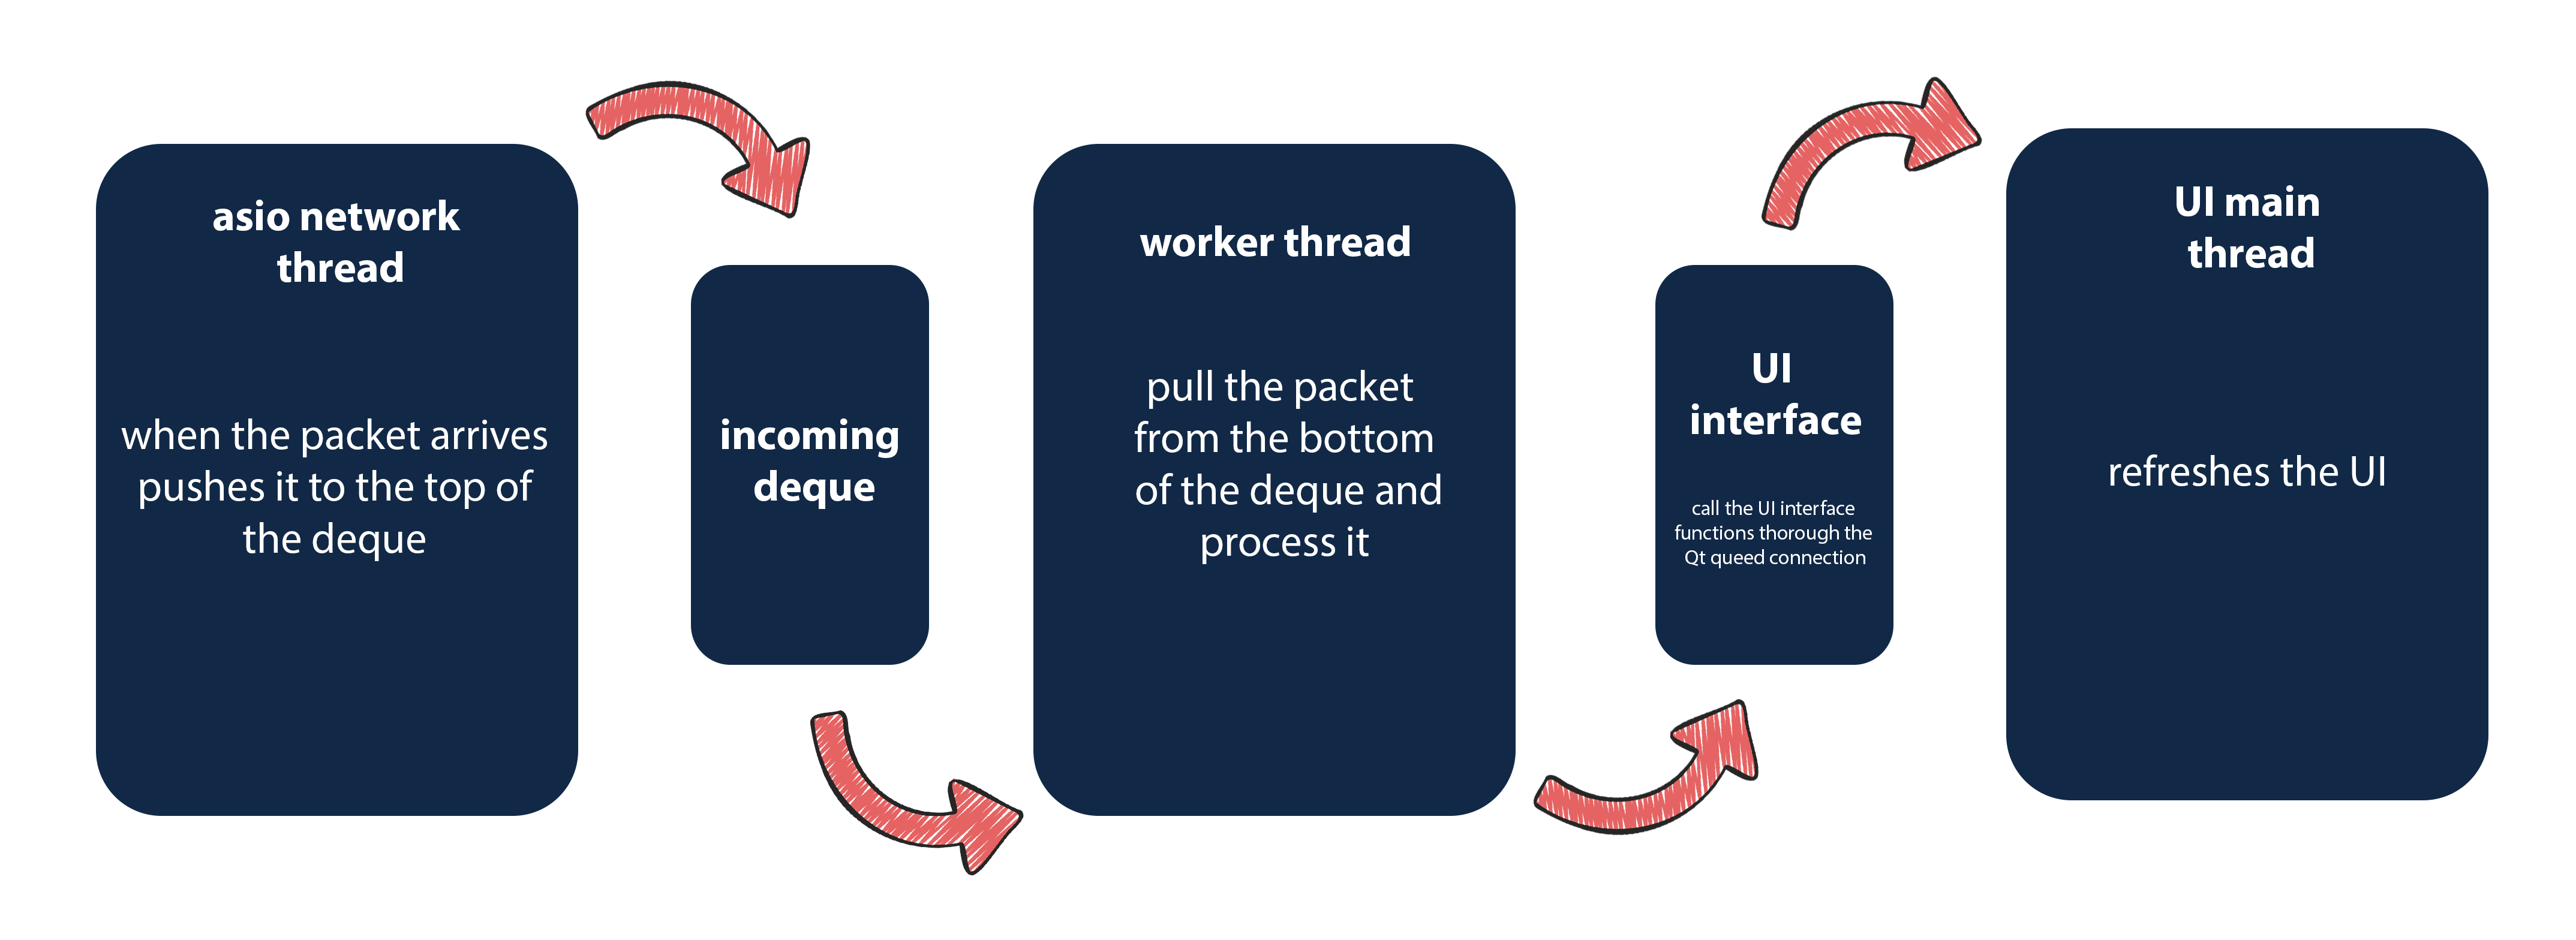 asio network
thread
when the packet arrives
pushes it to the top of
the deque
incoming
deque
worker thread
pull the packet
from the bottom
of the deque and
process it
UI
interface
call the UI interface
functions thorough the
Qt queed connection
UI main
thread
refreshes the UI